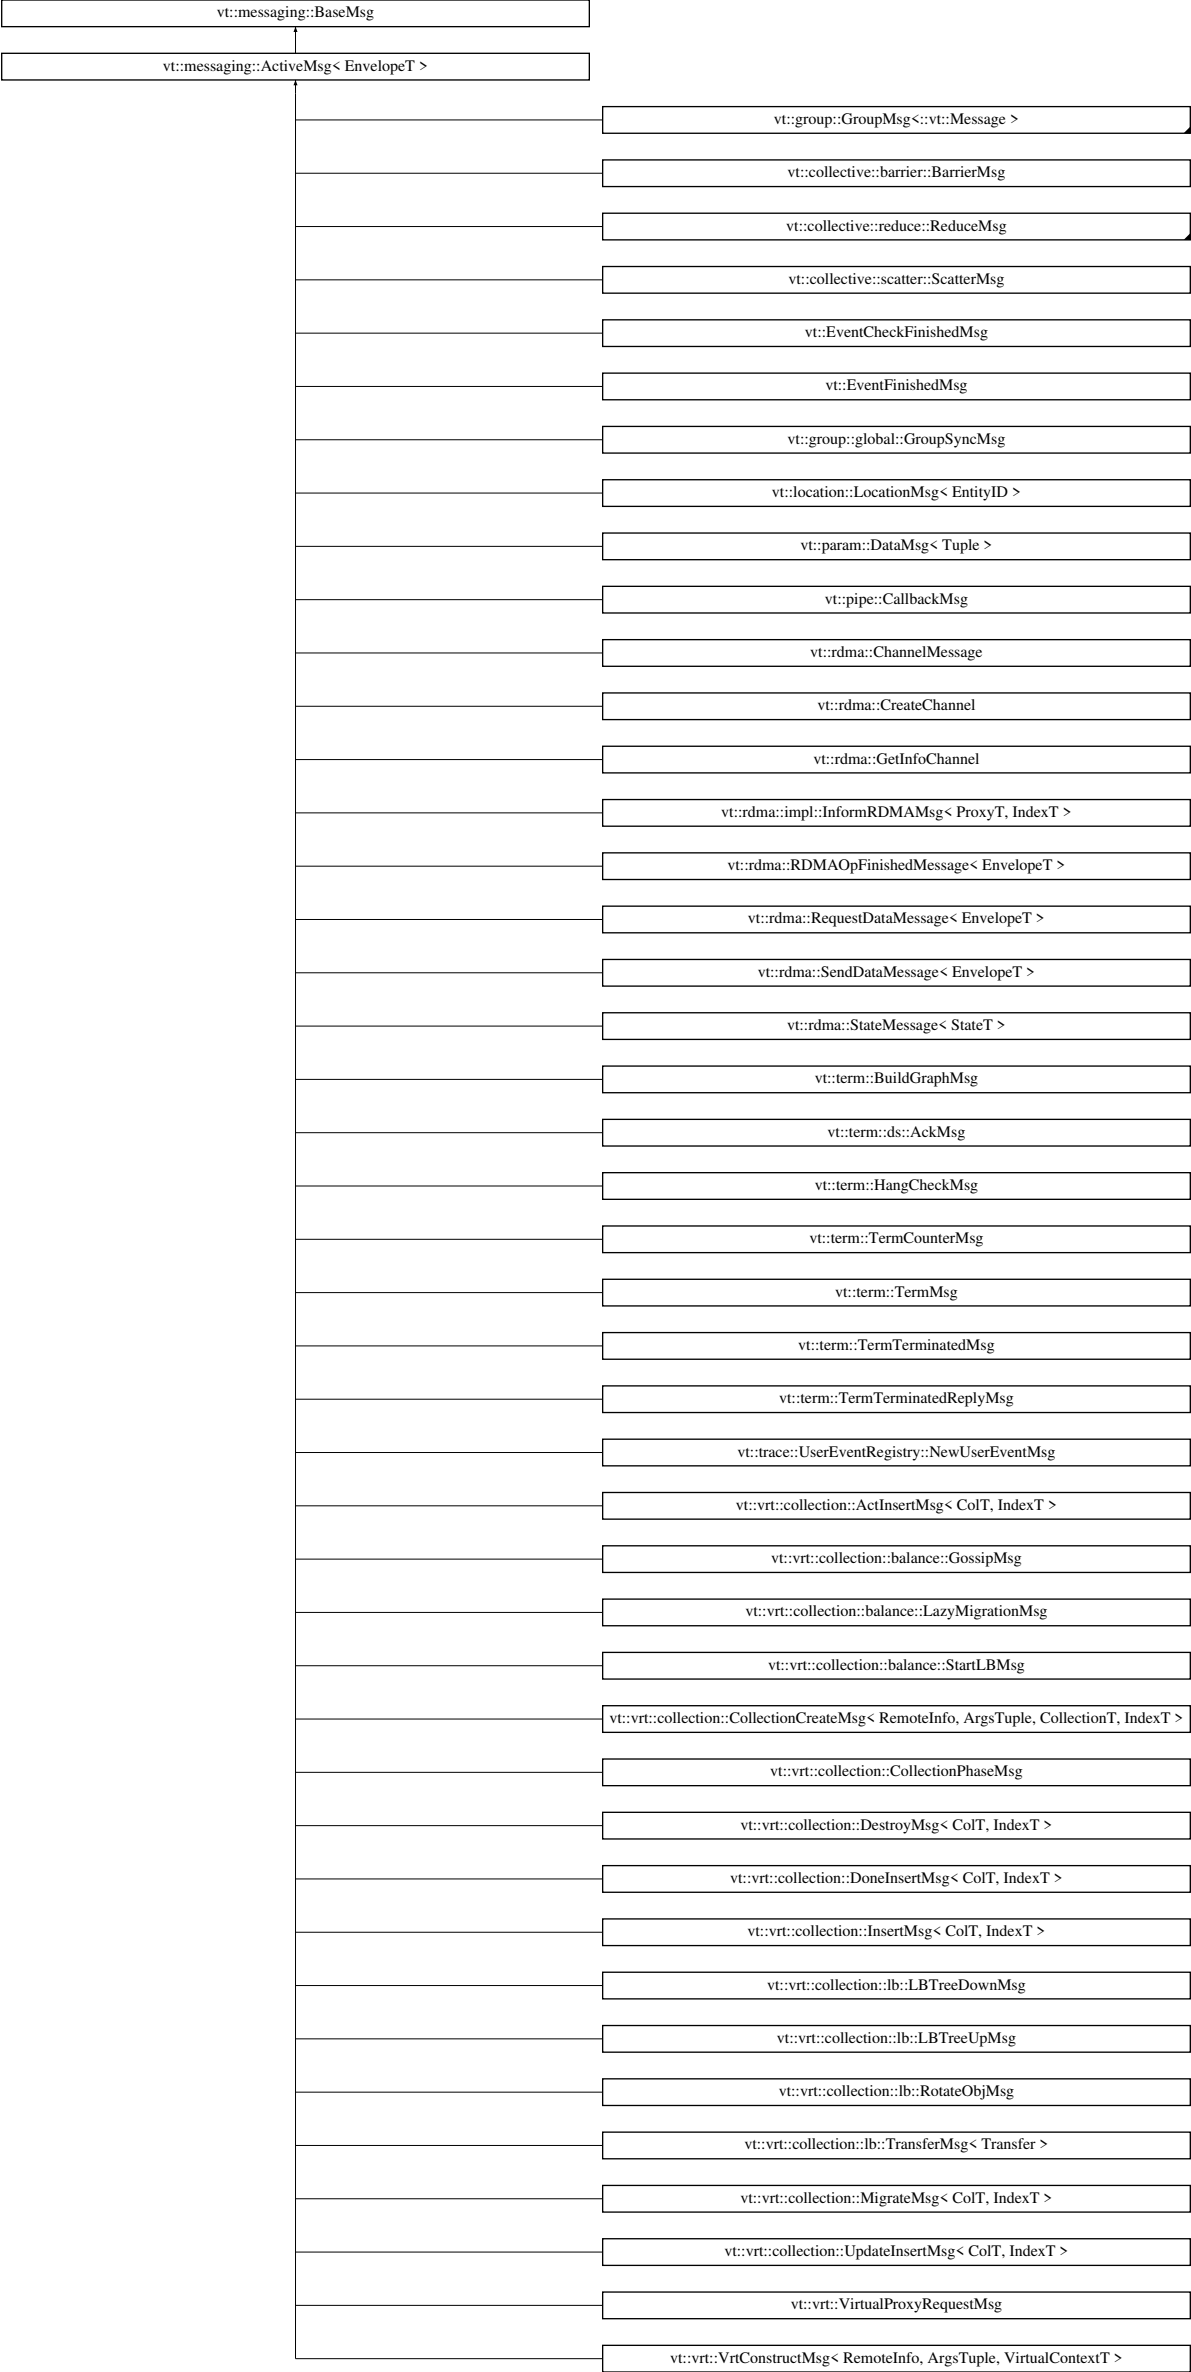 vt::messaging::BaseMsg
vt::messaging::ActiveMsg< EnvelopeT >
vt::group::GroupMsg<::vt::Message >
vt::collective::barrier::BarrierMsg
vt::collective::reduce::ReduceMsg
vt::collective::scatter::ScatterMsg
vt::EventCheckFinishedMsg
vt::EventFinishedMsg
vt::group::global::GroupSyncMsg
vt::location::LocationMsg< EntityID >
vt::param::DataMsg< Tuple >
vt::pipe::CallbackMsg
vt::rdma::ChannelMessage
vt::rdma::CreateChannel
vt::rdma::GetInfoChannel
vt::rdma::impl::InformRDMAMsg< ProxyT, IndexT >
vt::rdma::RDMAOpFinishedMessage< EnvelopeT >
vt::rdma::RequestDataMessage< EnvelopeT >
vt::rdma::SendDataMessage< EnvelopeT >
vt::rdma::StateMessage< StateT >
vt::term::BuildGraphMsg
vt::term::ds::AckMsg
vt::term::HangCheckMsg
vt::term::TermCounterMsg
vt::term::TermMsg
vt::term::TermTerminatedMsg
vt::term::TermTerminatedReplyMsg
vt::trace::UserEventRegistry::NewUserEventMsg
vt::vrt::collection::ActInsertMsg< ColT, IndexT >
vt::vrt::collection::balance::GossipMsg
vt::vrt::collection::balance::LazyMigrationMsg
vt::vrt::collection::balance::StartLBMsg
vt::vrt::collection::CollectionCreateMsg< RemoteInfo, ArgsTuple, CollectionT, IndexT >
vt::vrt::collection::CollectionPhaseMsg
vt::vrt::collection::DestroyMsg< ColT, IndexT >
vt::vrt::collection::DoneInsertMsg< ColT, IndexT >
vt::vrt::collection::InsertMsg< ColT, IndexT >
vt::vrt::collection::lb::LBTreeDownMsg
vt::vrt::collection::lb::LBTreeUpMsg
vt::vrt::collection::lb::RotateObjMsg
vt::vrt::collection::lb::TransferMsg< Transfer >
vt::vrt::collection::MigrateMsg< ColT, IndexT >
vt::vrt::collection::UpdateInsertMsg< ColT, IndexT >
vt::vrt::VirtualProxyRequestMsg
vt::vrt::VrtConstructMsg< RemoteInfo, ArgsTuple, VirtualContextT >